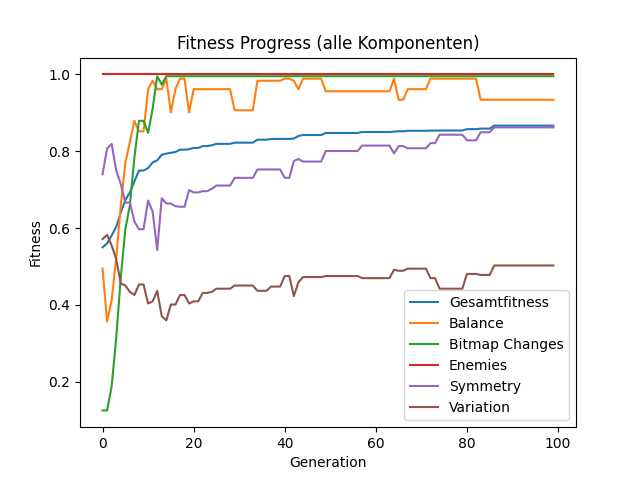 Fitness Progress (alle Komponenten)
1.0
0.8
0.6
0.4
0.2
Fitness
0 20 40 60 80 100
Generation
Gesamtfitness
Balance
Bitmap Changes
Enemies
Symmetry
Variation